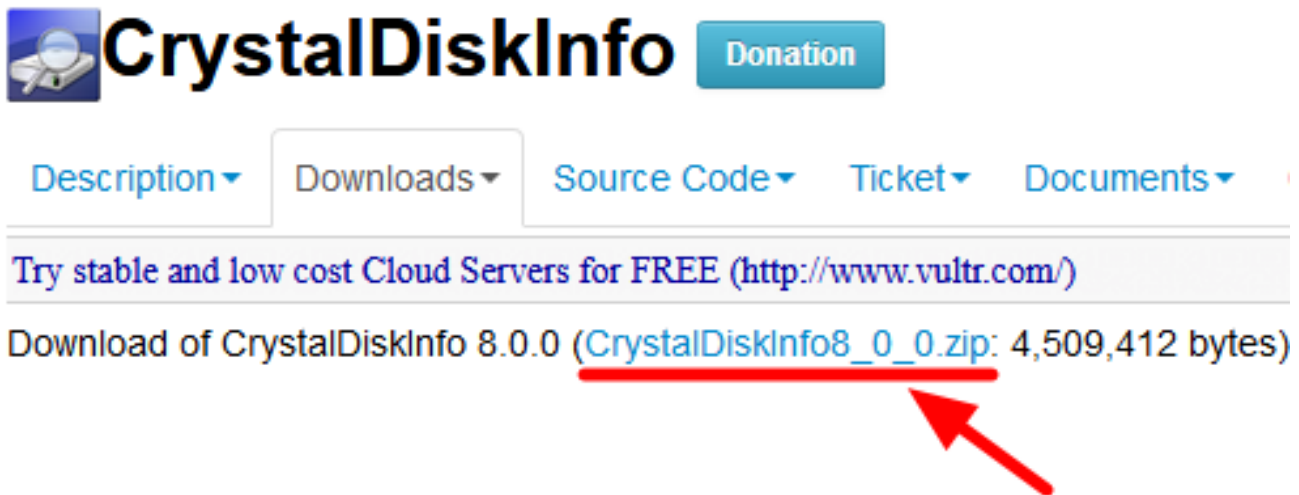 CrystalDiskInfo Donation
Description Downloads Source Code Ticket Documents
Try stable and low cost Cloud Servers for FREE (http://www.vultr.com/)
Download of CrystalDiskInfo 8.0.0 (CrystalDiskInfo8_0_0.zip: 4,509,412 bytes)